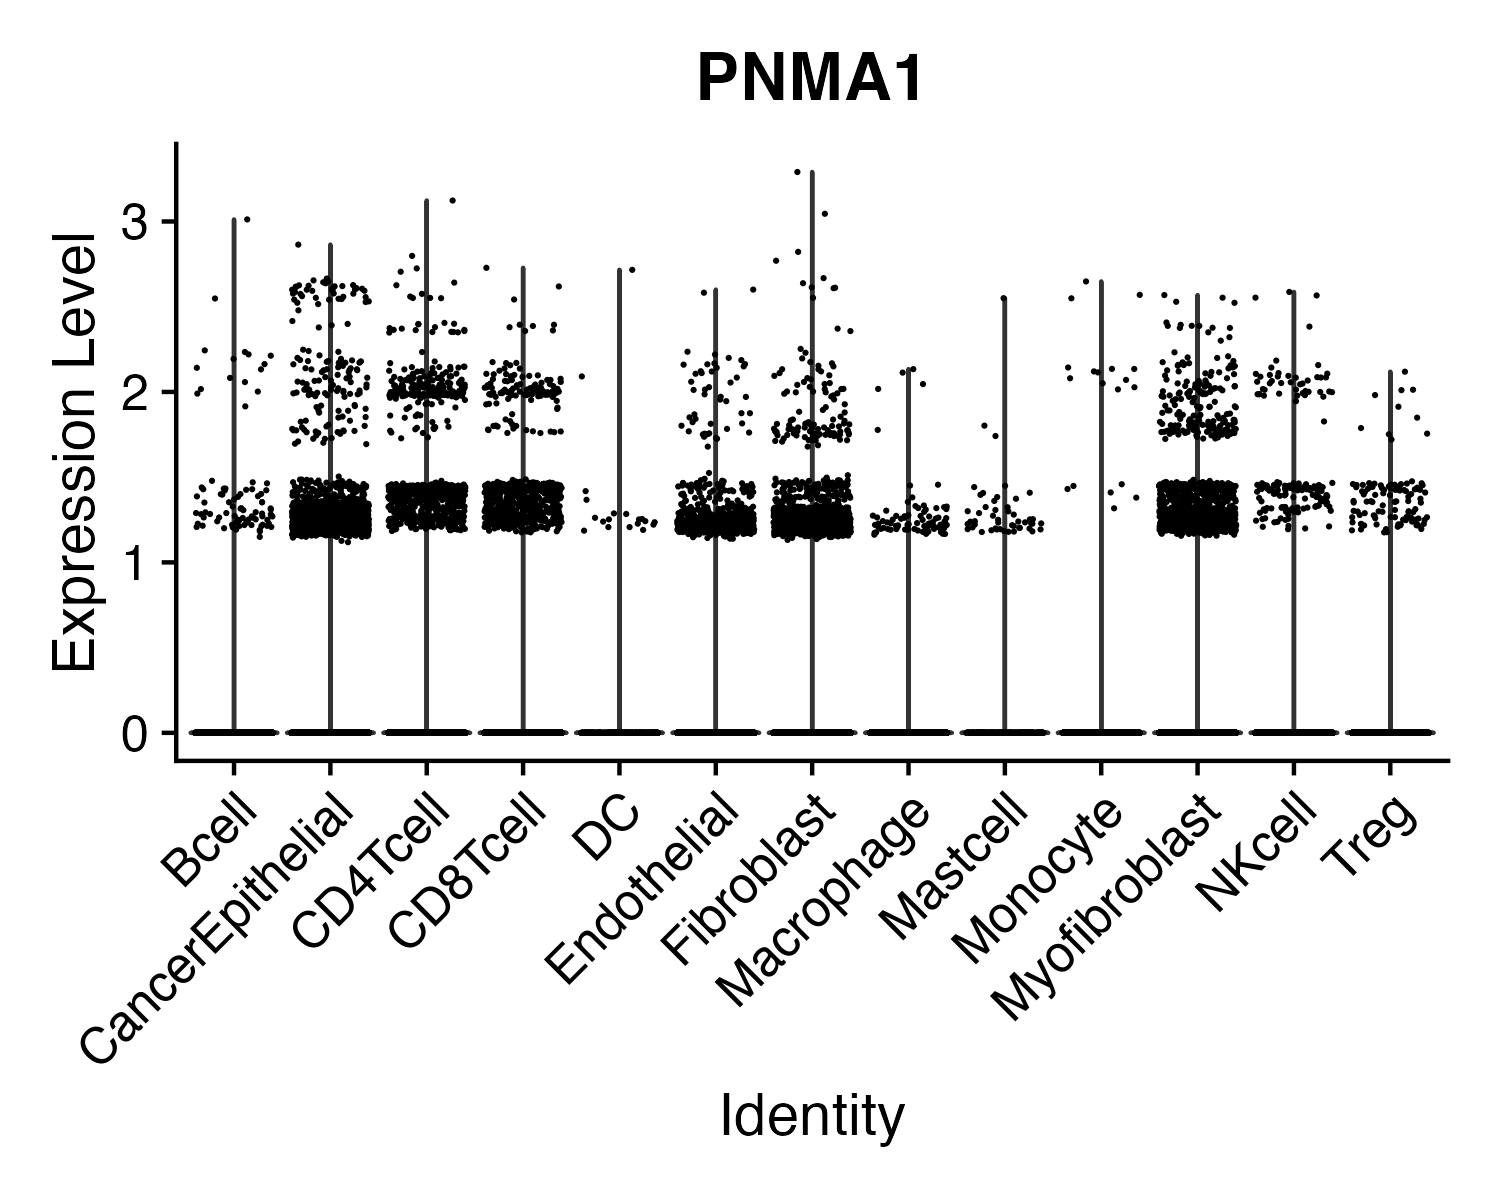 PNMA1
Expression Level
3
2
1
0
Bcell
CancerEpithelial
CD4Tcell
CD8Tcell
DC
Endothelial
Fibroblast
Macrophage
Mastcell
Monocyte
Myofibroblast
NKcell
Treg
Identity